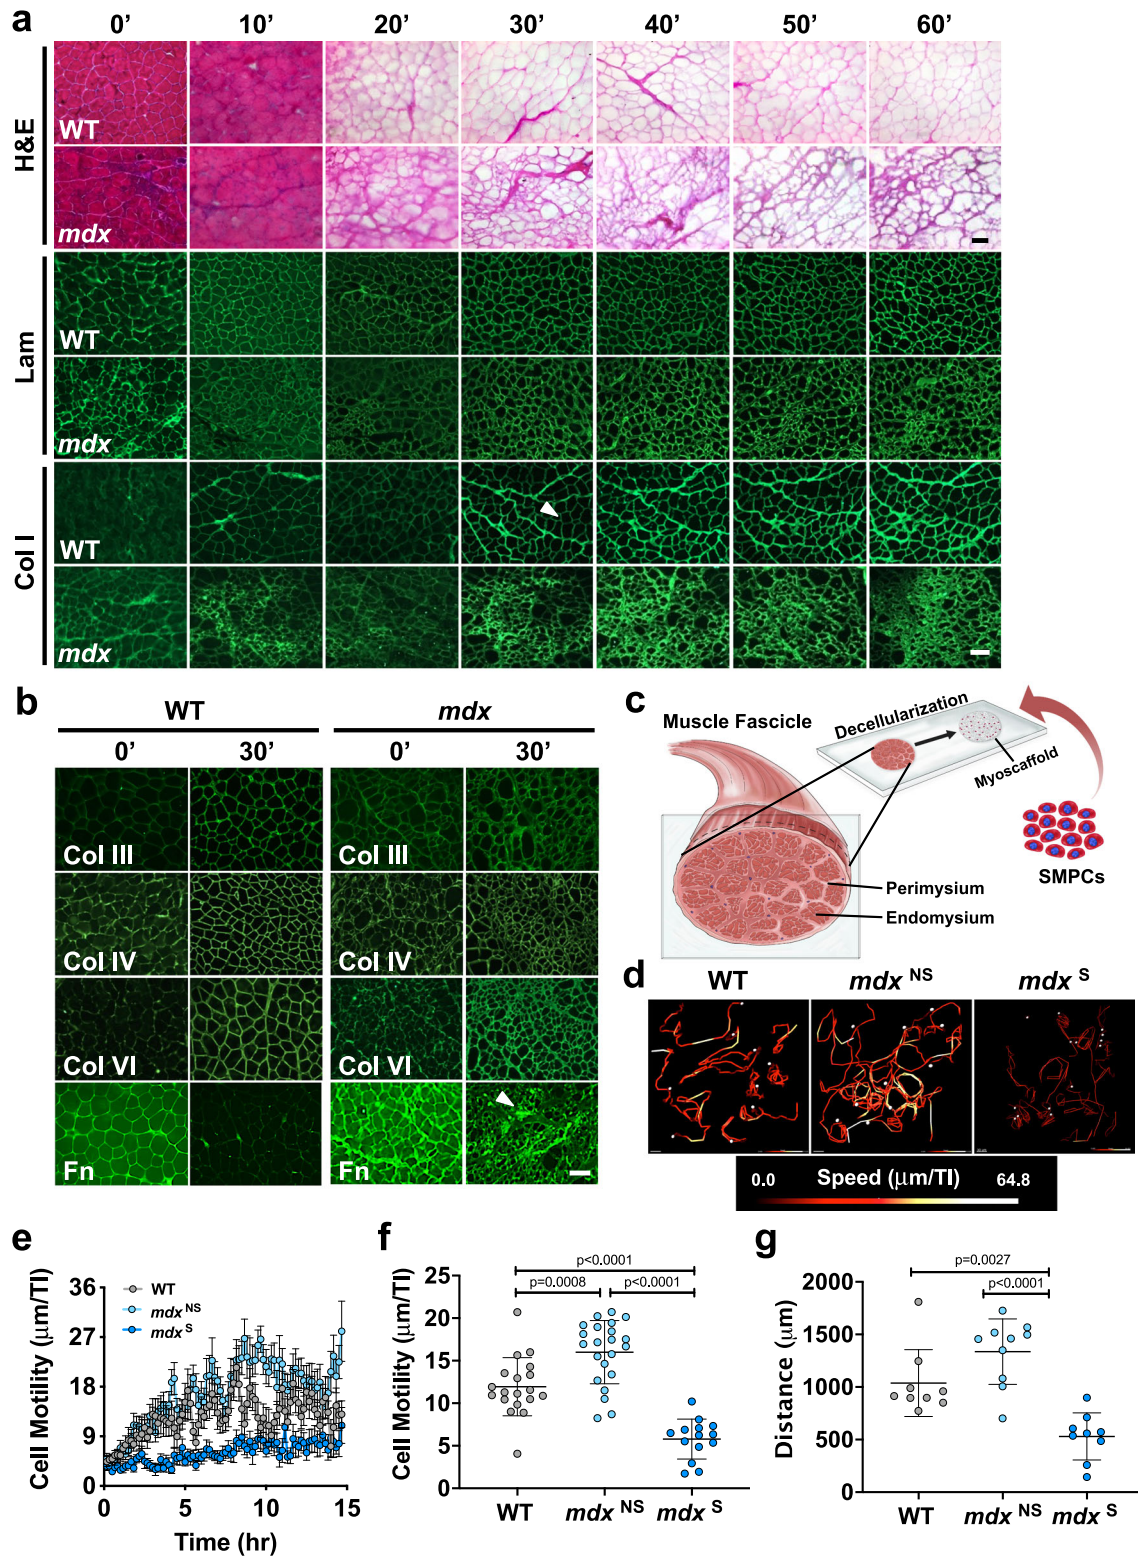 a
0’ 10’ 20’ 30’ 40’ 50’ 60’
H&E
WT
mdx
Lam
WT
mdx
Col I
WT
mdx
b
WT mdx
0’ 30’ 0’ 30’
Col III Col III
Col IV Col IV
Col VI Col VI
Fn Fn
c
Muscle Fascicle
Decellularization
Myoscaffold
SMPCs
Perimysium
Endomysium
d
WT mdx NS mdx S
0.0 Speed (μm/TI) 64.8
e
Cell Motility (μm/TI)
36
27
18
9
0
WT
mdx NS
mdx S
0 5 10 15
Time (hr)
f
p<0.0001
p=0.0008 p<0.0001
Cell Motility (μm/TI)
25
20
15
10
5
0
WT mdx NS mdx S
g
p=0.0027
p<0.0001
Distance (μm)
2000
1500
1000
500
0
WT mdx NS mdx S